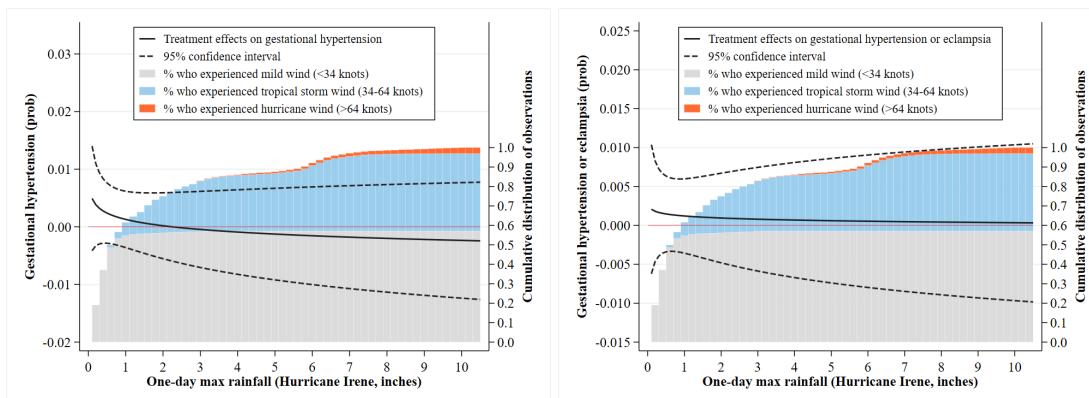 Treatment effects on gestational hypertension
95% confidence interval
% who experienced mild wind (<34 knots)
% who experienced tropical storm wind (34-64 knots)
% who experienced hurricane wind (>64 knots)
Gestational hypertension (prob)
0.03
0.02
0.01
0.00
-0.01
-0.02
Cumulative distribution of observations
1.0
0.9
0.8
0.7
0.6
0.5
0.4
0.3
0.2
0.1
0.0
0 1 2 3 4 5 6 7 8 9 10
One-day max rainfall (Hurricane Irene, inches)
Treatment effects on gestational hypertension or eclampsia
95% confidence interval
% who experienced mild wind (<34 knots)
% who experienced tropical storm wind (34-64 knots)
% who experienced hurricane wind (>64 knots)
Gestational hypertension or eclampsia (prob)
0.025
0.020
0.015
0.010
0.005
0.000
-0.005
-0.010
-0.015
Cumulative distribution of observations
1.0
0.9
0.8
0.7
0.6
0.5
0.4
0.3
0.2
0.1
0.0
0 1 2 3 4 5 6 7 8 9 10
One-day max rainfall (Hurricane Irene, inches)